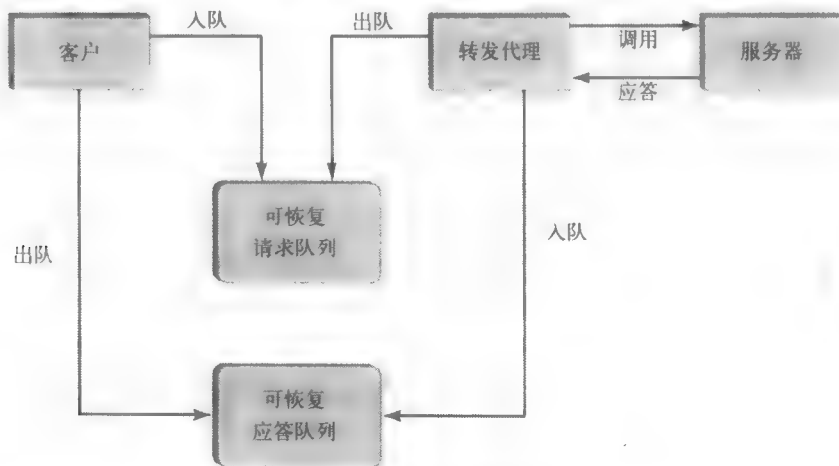 入队
出队
客户
转发代理
调用
服务器
应答
可恢复
请求队列
出队
入队
可恢复
应答队列